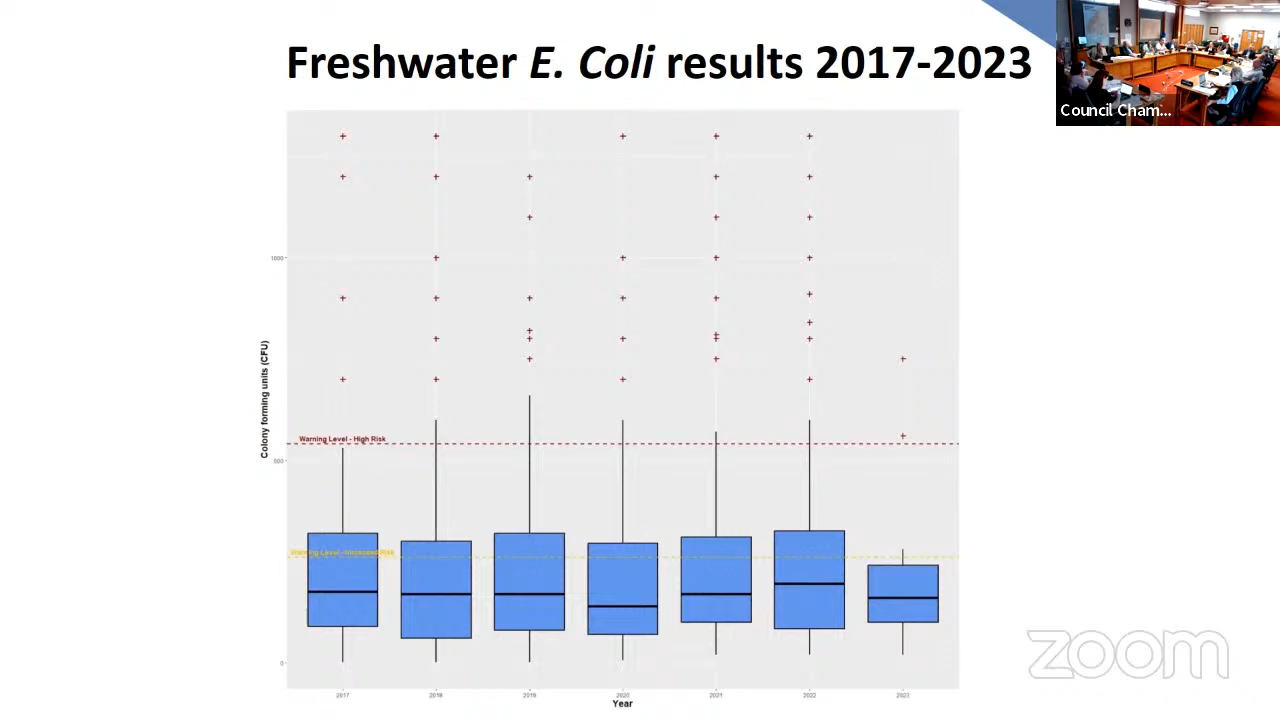 Freshwater E. Coli results 2017-2023
Council Cham...
1000
Warning Level - High Risk
500
Warning Level - Increased Risk
0
Colony forming units (CFU)
2017 2018 2019 2020 2021 2022 2023
Year
zoom